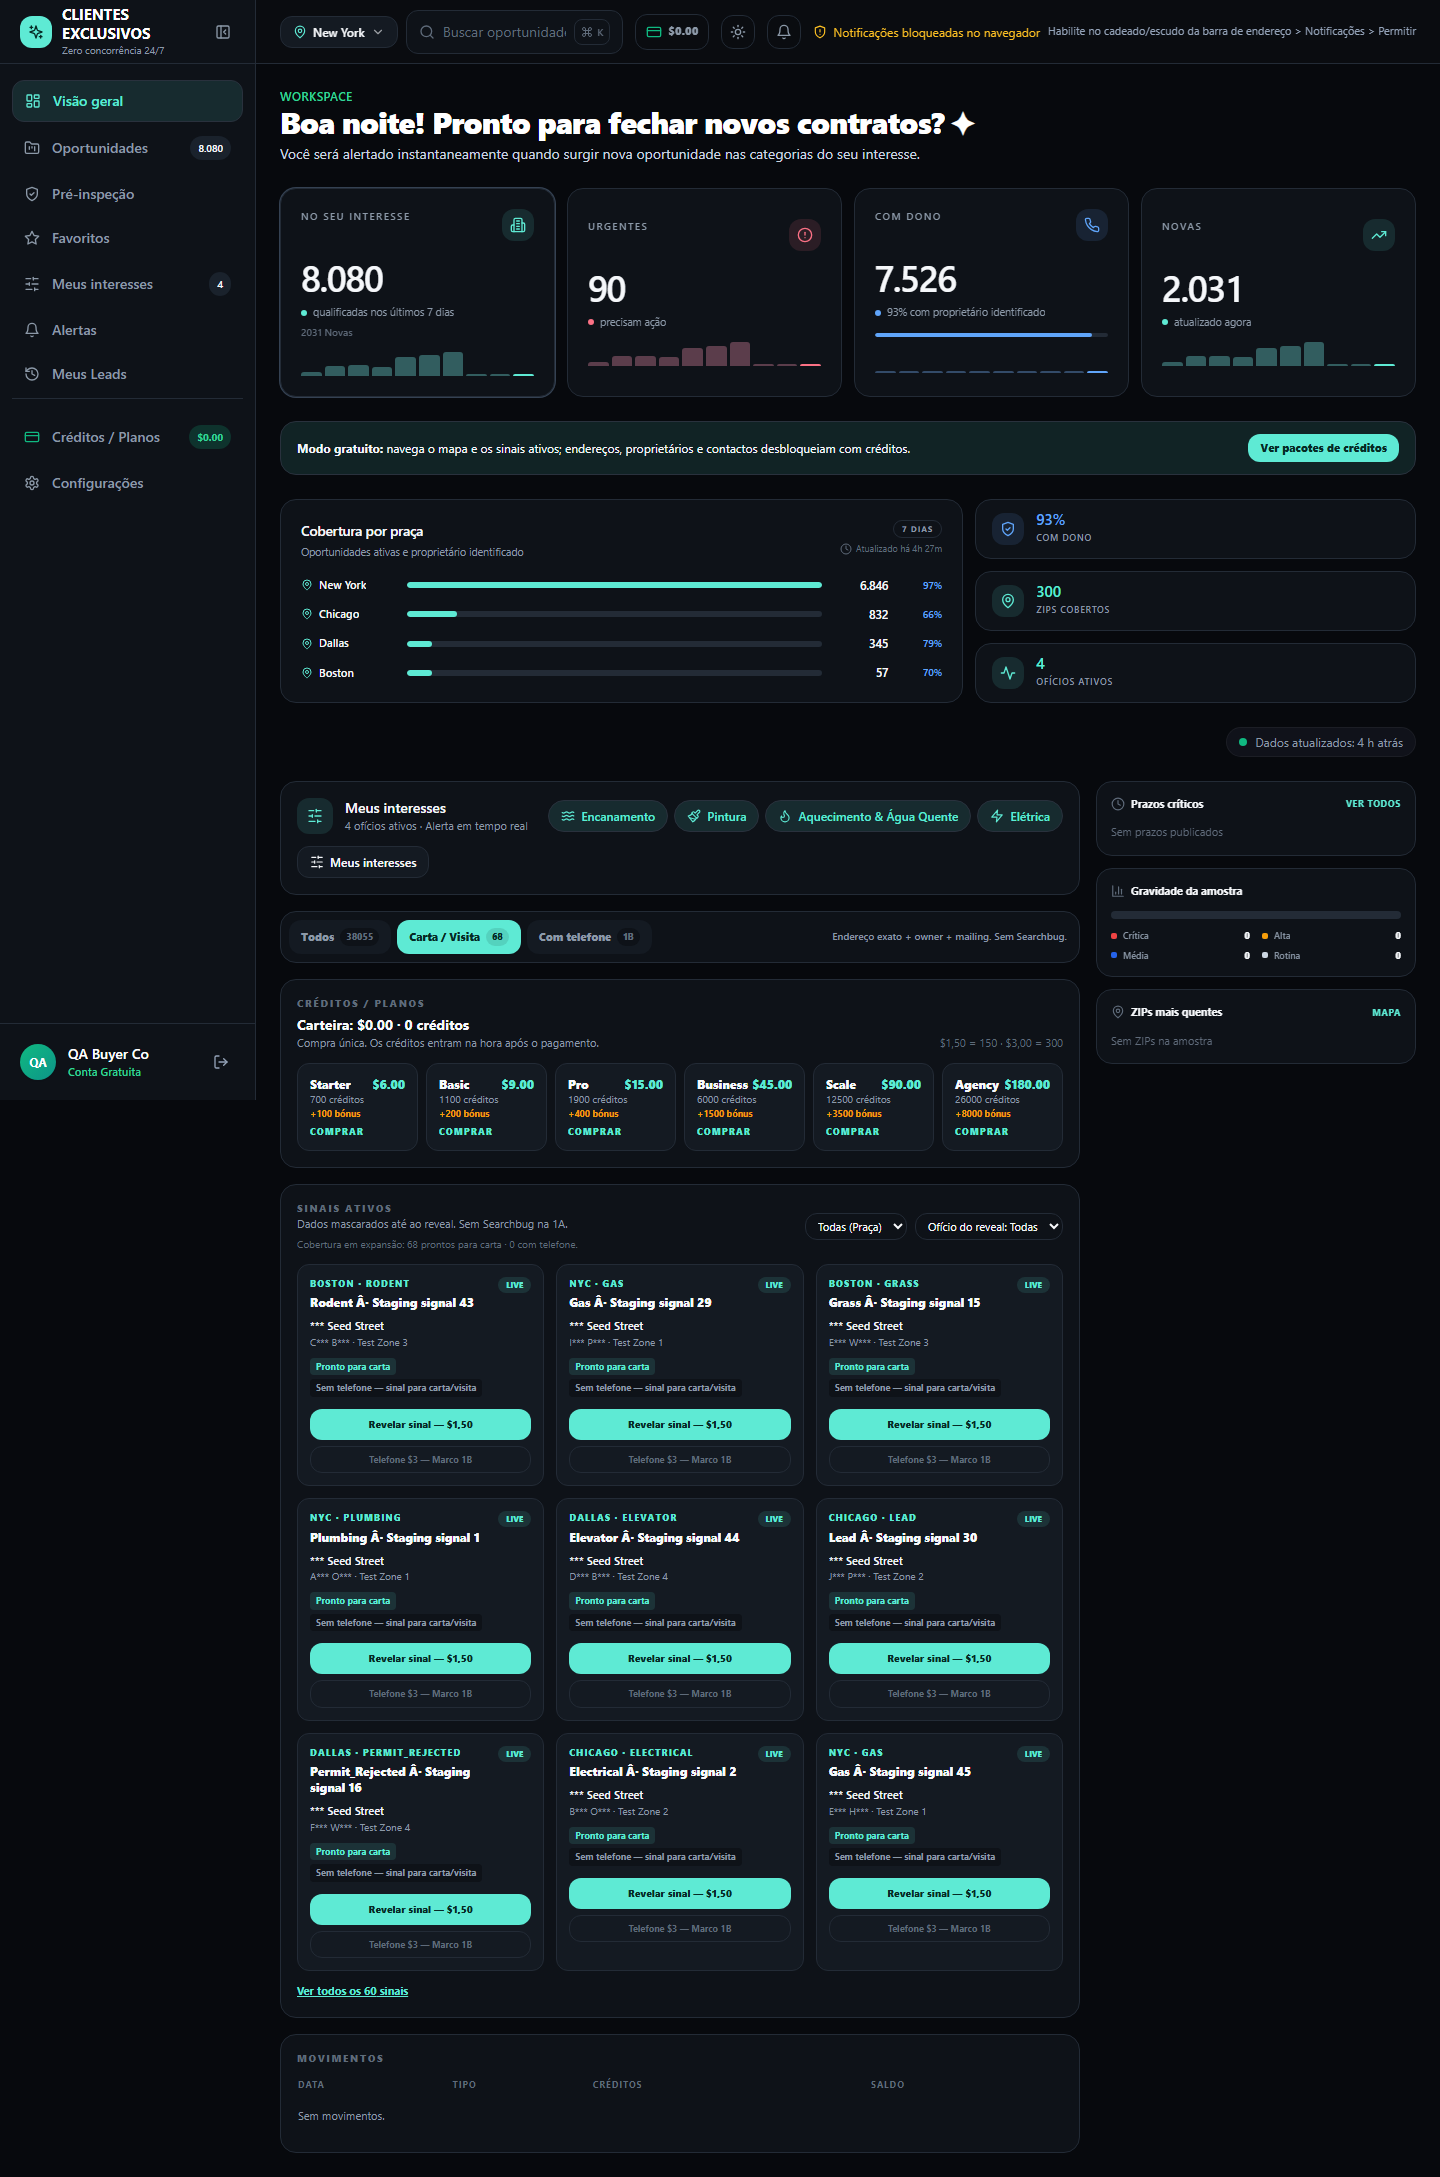 CLIENTES
EXCLUSIVOS
Zero concorrência 24/7
Visão geral
Oportunidades 8.080
Pré-inspeção
Favoritos
Meus interesses 4
Alertas
Meus Leads
Créditos / Planos $0.00
Configurações
QA QA Buyer Co
Conta Gratuita
New York
Buscar oportunidade ⌘ K
$0.00
Notificações bloqueadas no navegador Habilite no cadeado/escudo da barra de endereço > Notificações > Permitir
WORKSPACE
Boa noite! Pronto para fechar novos contratos? ✦
Você será alertado instantaneamente quando surgir nova oportunidade nas categorias do seu interesse.
NO SEU INTERESSE
8.080
qualificadas nos últimos 7 dias
2031 Novas
URGENTES
90
precisam ação
COM DONO
7.526
93% com proprietário identificado
NOVAS
2.031
atualizado agora
Modo gratuito: navega o mapa e os sinais ativos; endereços, proprietários e contactos desbloqueiam com créditos.
Ver pacotes de créditos
Cobertura por praça
Oportunidades ativas e proprietário identificado
7 DIAS
Atualizado há 4h 27m
New York 6.846 97%
Chicago 832 66%
Dallas 345 79%
Boston 57 70%
93%
COM DONO
300
ZIPS COBERTOS
4
OFÍCIOS ATIVOS
Dados atualizados: 4 h atrás
Meus interesses
4 ofícios ativos · Alerta em tempo real
Encanamento
Pintura
Aquecimento & Água Quente
Elétrica
Meus interesses
Todos 38055
Carta / Visita 68
Com telefone 1B
Endereço exato + owner + mailing. Sem Searchbug.
Prazos críticos VER TODOS
Sem prazos publicados
Gravidade da amostra
Crítica 0 Alta 0
Média 0 Rotina 0
ZIPs mais quentes MAPA
Sem ZIPs na amostra
CRÉDITOS / PLANOS
Carteira: $0.00 · 0 créditos
Compra única. Os créditos entram na hora após o pagamento.
$1,50 = 150 · $3,00 = 300
Starter $6.00
700 créditos
+100 bónus
COMPRAR
Basic $9.00
1100 créditos
+200 bónus
COMPRAR
Pro $15.00
1900 créditos
+400 bónus
COMPRAR
Business $45.00
6000 créditos
+1500 bónus
COMPRAR
Scale $90.00
12500 créditos
+3500 bónus
COMPRAR
Agency $180.00
26000 créditos
+8000 bónus
COMPRAR
SINAIS ATIVOS
Dados mascarados até ao reveal. Sem Searchbug na 1A.
Cobertura em expansão: 68 prontos para carta · 0 com telefone.
Todas (Praça)
Ofício do reveal: Todas
BOSTON · RODENT LIVE
Rodent Â· Staging signal 43
*** Seed Street
C*** B*** · Test Zone 3
Pronto para carta
Sem telefone — sinal para carta/visita
Revelar sinal — $1,50
Telefone $3 — Marco 1B
NYC · GAS LIVE
Gas Â· Staging signal 29
*** Seed Street
I*** P*** · Test Zone 1
Pronto para carta
Sem telefone — sinal para carta/visita
Revelar sinal — $1,50
Telefone $3 — Marco 1B
BOSTON · GRASS LIVE
Grass Â· Staging signal 15
*** Seed Street
E*** W*** · Test Zone 3
Pronto para carta
Sem telefone — sinal para carta/visita
Revelar sinal — $1,50
Telefone $3 — Marco 1B
NYC · PLUMBING LIVE
Plumbing Â· Staging signal 1
*** Seed Street
A*** O*** · Test Zone 1
Pronto para carta
Sem telefone — sinal para carta/visita
Revelar sinal — $1,50
Telefone $3 — Marco 1B
DALLAS · ELEVATOR LIVE
Elevator Â· Staging signal 44
*** Seed Street
D*** B*** · Test Zone 4
Pronto para carta
Sem telefone — sinal para carta/visita
Revelar sinal — $1,50
Telefone $3 — Marco 1B
CHICAGO · LEAD LIVE
Lead Â· Staging signal 30
*** Seed Street
J*** P*** · Test Zone 2
Pronto para carta
Sem telefone — sinal para carta/visita
Revelar sinal — $1,50
Telefone $3 — Marco 1B
DALLAS · PERMIT_REJECTED LIVE
Permit_Rejected Â· Staging
signal 16
*** Seed Street
F*** W*** · Test Zone 4
Pronto para carta
Sem telefone — sinal para carta/visita
Revelar sinal — $1,50
Telefone $3 — Marco 1B
CHICAGO · ELECTRICAL LIVE
Electrical Â· Staging signal 2
*** Seed Street
B*** O*** · Test Zone 2
Pronto para carta
Sem telefone — sinal para carta/visita
Revelar sinal — $1,50
Telefone $3 — Marco 1B
NYC · GAS LIVE
Gas Â· Staging signal 45
*** Seed Street
E*** H*** · Test Zone 1
Pronto para carta
Sem telefone — sinal para carta/visita
Revelar sinal — $1,50
Telefone $3 — Marco 1B
Ver todos os 60 sinais
MOVIMENTOS
DATA TIPO CRÉDITOS SALDO
Sem movimentos.